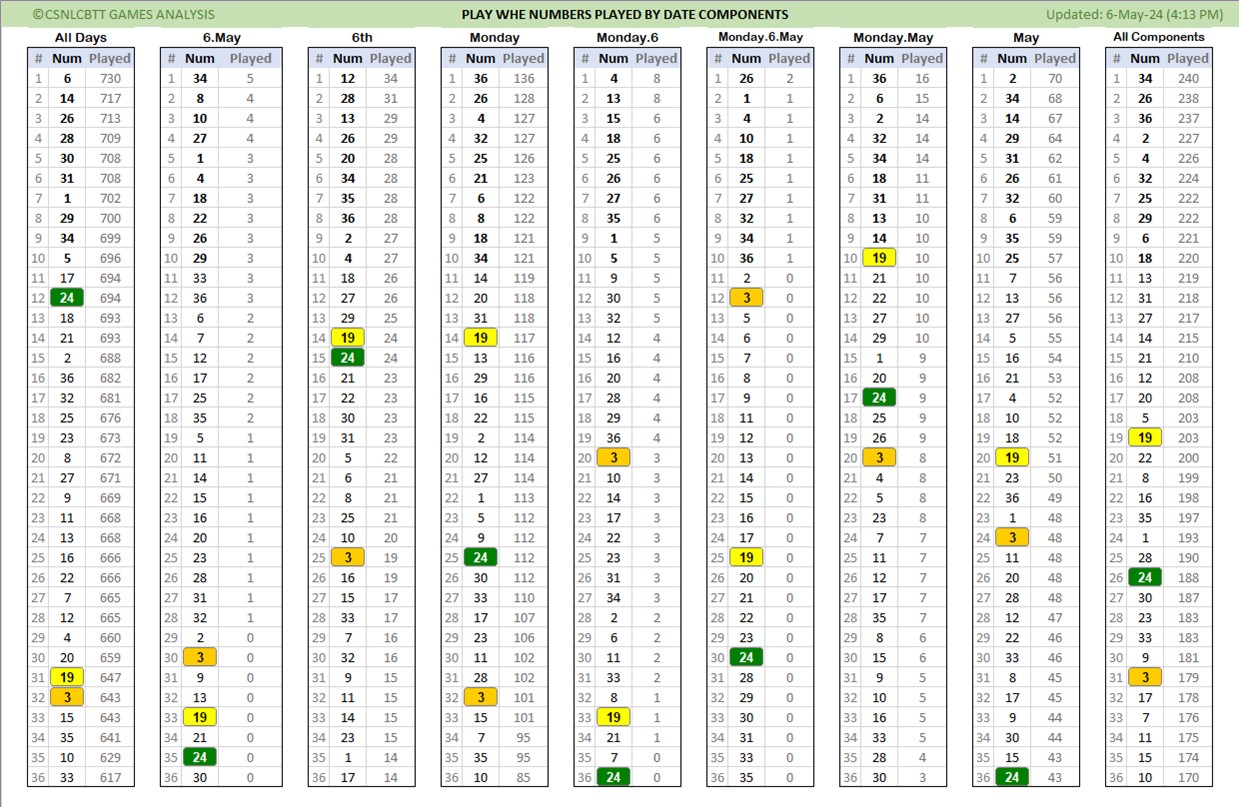 ©CSNLCBTT GAMES ANALYSIS PLAY WHE NUMBERS PLAYED BY DATE COMPONENTS Updated: 6-May-24 (4:13 PM)
All Days 6.May 6th Monday Monday.6 Monday.6.May Monday.May May All Components
# Num Played # Num Played # Num Played # Num Played # Num Played # Num Played # Num Played # Num Played # Num Played
1 6 730 1 34 5 1 12 34 1 36 136 1 4 8 1 26 2 1 36 16 1 2 70 1 34 240
2 14 717 2 8 4 2 28 31 2 26 128 2 13 8 2 1 1 2 6 15 2 34 68 2 26 238
3 26 713 3 10 4 3 13 29 3 4 127 3 15 6 3 4 1 3 2 14 3 14 67 3 36 237
4 28 709 4 27 4 4 26 29 4 32 127 4 18 6 4 10 1 4 32 14 4 29 64 4 2 227
5 30 708 5 1 3 5 20 28 5 25 126 5 25 6 5 18 1 5 34 14 5 31 62 5 4 226
6 31 708 6 4 3 6 34 28 6 21 123 6 26 6 6 25 1 6 18 11 6 26 61 6 32 224
7 1 702 7 18 3 7 35 28 7 6 122 7 27 6 7 27 1 7 31 11 7 32 60 7 25 222
8 29 700 8 22 3 8 36 28 8 8 122 8 35 6 8 32 1 8 13 10 8 6 59 8 29 222
9 34 699 9 26 3 9 2 27 9 18 121 9 1 5 9 34 1 9 14 10 9 35 59 9 6 221
10 5 696 10 29 3 10 4 27 10 34 121 10 5 5 10 36 1 10 19 10 10 25 57 10 18 220
11 17 694 11 33 3 11 18 26 11 14 119 11 9 5 11 2 0 11 21 10 11 7 56 11 13 219
12 24 694 12 36 3 12 27 26 12 20 118 12 30 5 12 3 0 12 22 10 12 13 56 12 31 218
13 18 693 13 6 2 13 29 25 13 31 118 13 32 5 13 5 0 13 27 10 13 27 56 13 27 217
14 21 693 14 7 2 14 19 24 14 19 117 14 12 4 14 6 0 14 29 10 14 5 55 14 14 215
15 2 688 15 12 2 15 24 24 15 13 116 15 16 4 15 7 0 15 1 9 15 16 54 15 21 210
16 36 682 16 17 2 16 21 23 16 29 116 16 20 4 16 8 0 16 20 9 16 21 53 16 12 208
17 32 681 17 25 2 17 22 23 17 16 115 17 28 4 17 9 0 17 24 9 17 4 52 17 20 208
18 25 676 18 35 2 18 30 23 18 22 115 18 29 4 18 11 0 18 25 9 18 10 52 18 5 203
19 23 673 19 5 1 19 31 23 19 2 114 19 36 4 19 12 0 19 26 9 19 18 52 19 19 203
20 8 672 20 11 1 20 5 22 20 12 114 20 3 3 20 13 0 20 3 8 20 19 51 20 22 200
21 27 671 21 14 1 21 6 21 21 27 114 21 10 3 21 14 0 21 4 8 21 23 50 21 8 199
22 9 669 22 15 1 22 8 21 22 1 113 22 14 3 22 15 0 22 5 8 22 36 49 22 16 198
23 11 668 23 16 1 23 25 21 23 5 112 23 17 3 23 16 0 23 23 8 23 1 48 23 35 197
24 13 668 24 20 1 24 10 20 24 9 112 24 22 3 24 17 0 24 7 7 24 3 48 24 1 193
25 16 666 25 23 1 25 3 19 25 24 112 25 23 3 25 19 0 25 11 7 25 11 48 25 28 190
26 22 666 26 28 1 26 16 19 26 30 112 26 31 3 26 20 0 26 12 7 26 20 48 26 24 188
27 7 665 27 31 1 27 15 17 27 33 110 27 34 3 27 21 0 27 17 7 27 28 48 27 30 187
28 12 665 28 32 1 28 33 17 28 17 107 28 2 2 28 22 0 28 35 7 28 12 47 28 23 183
29 4 660 29 2 0 29 7 16 29 23 106 29 6 2 29 23 0 29 8 6 29 22 46 29 33 183
30 20 659 30 3 0 30 32 16 30 11 102 30 11 2 30 24 0 30 15 6 30 33 46 30 9 181
31 19 647 31 9 0 31 9 15 31 28 102 31 33 2 31 28 0 31 9 5 31 8 45 31 3 179
32 3 643 32 13 0 32 11 15 32 3 101 32 8 1 32 29 0 32 10 5 32 17 45 32 17 178
33 15 643 33 19 0 33 14 15 33 15 101 33 19 1 33 30 0 33 16 5 33 9 44 33 7 176
34 35 641 34 21 0 34 23 15 34 7 95 34 21 1 34 31 0 34 33 5 34 30 44 34 11 175
35 10 629 35 24 0 35 1 14 35 35 95 35 7 0 35 33 0 35 28 4 35 15 43 35 15 174
36 33 617 36 30 0 36 17 14 36 10 85 36 24 0 36 35 0 36 30 3 36 24 43 36 10 170